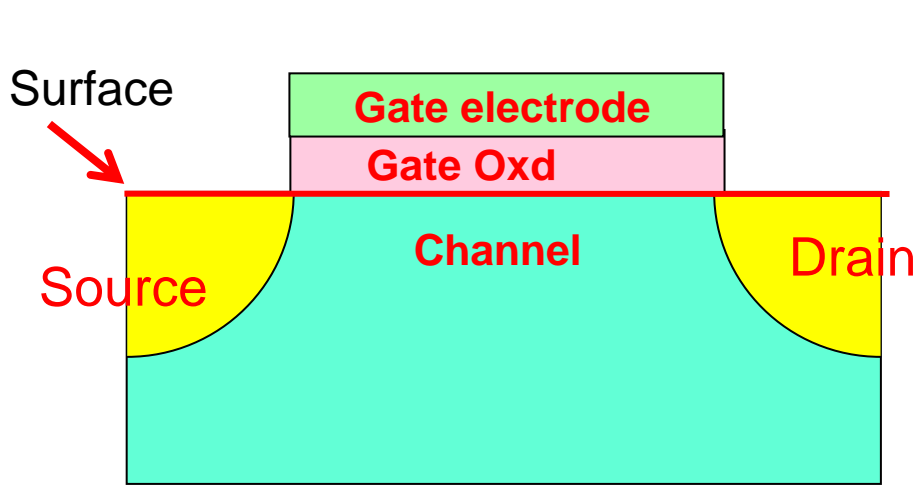 Surface
Gate electrode
Gate Oxd
Channel
Source
Drain